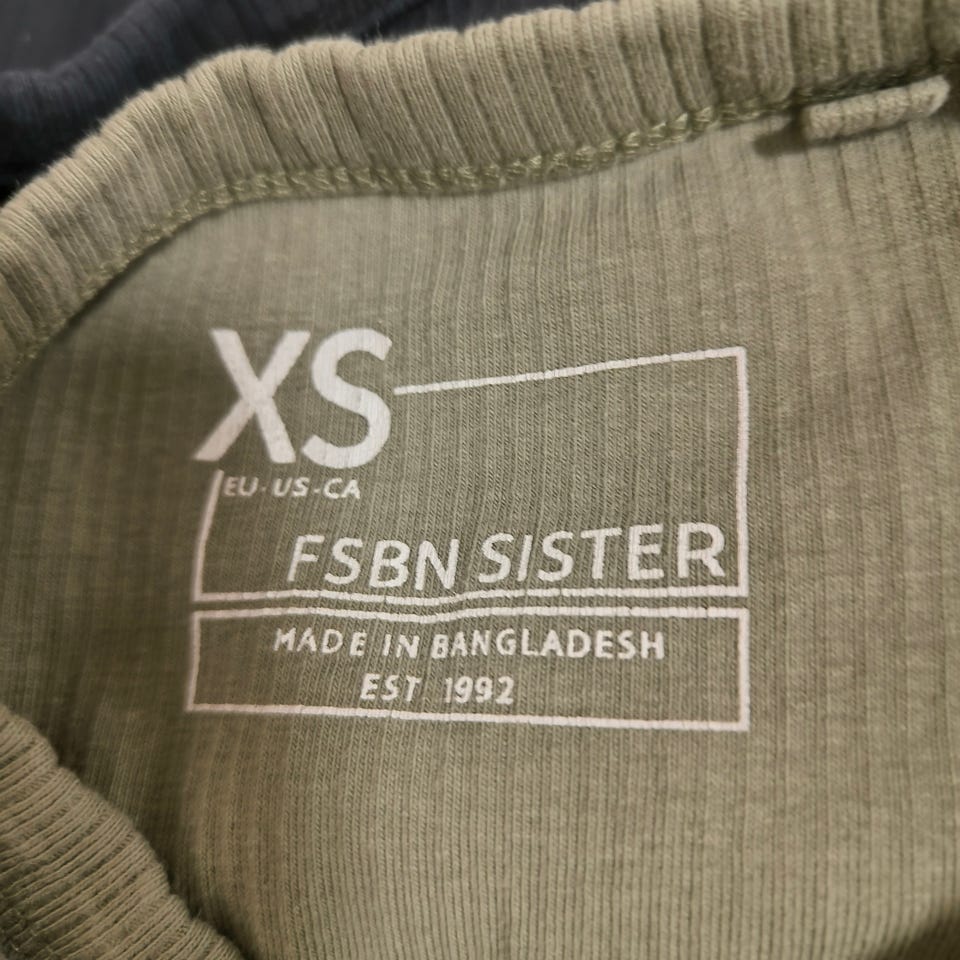 XS
EU-US-CA
FSBN SISTER
MADE IN BANGLADESH
EST 1992